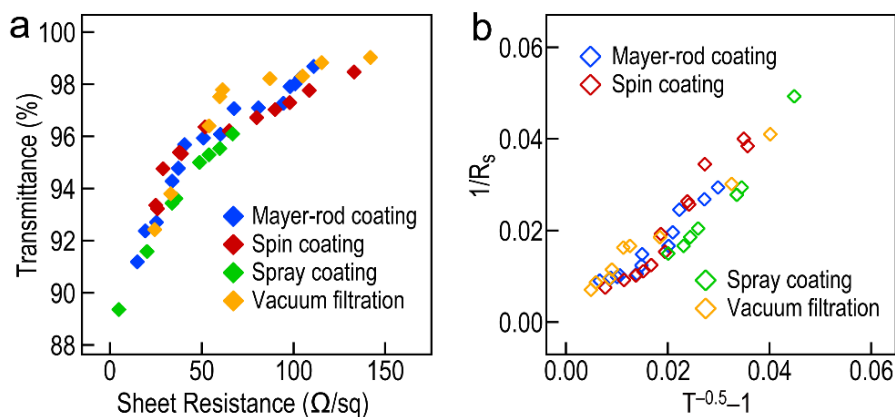 a
100
98
96
94
92
90
88
Transmittance (%)
Mayer-rod coating
Spin coating
Spray coating
Vacuum filtration
0
50
100
150
Sheet Resistance (Ω/sq)
b
0.06
0.04
0.02
0.00
1/Rs
Mayer-rod coating
Spin coating
Spray coating
Vacuum filtration
0.00
0.02
0.04
0.06
T⁻⁰·⁵–1